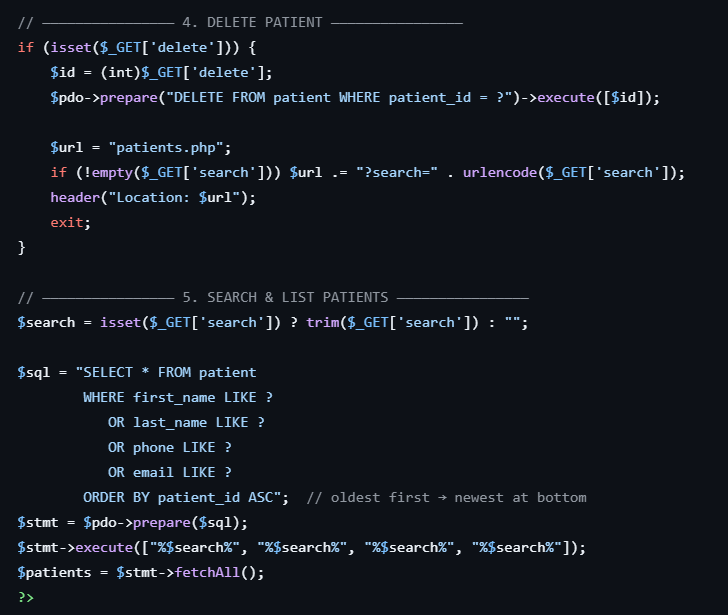 // ———————————————— 4. DELETE PATIENT ————————————————
if (isset($_GET['delete'])) {
    $id = (int)$_GET['delete'];
    $pdo->prepare("DELETE FROM patient WHERE patient_id = ?")->execute([$id]);

    $url = "patients.php";
    if (!empty($_GET['search'])) $url .= "?search=" . urlencode($_GET['search']);
    header("Location: $url");
    exit;
}

// ———————————————— 5. SEARCH & LIST PATIENTS ————————————————
$search = isset($_GET['search']) ? trim($_GET['search']) : "";

$sql = "SELECT * FROM patient
        WHERE first_name LIKE ?
           OR last_name LIKE ?
           OR phone LIKE ?
           OR email LIKE ?
        ORDER BY patient_id ASC";  // oldest first → newest at bottom
$stmt = $pdo->prepare($sql);
$stmt->execute(["%$search%", "%$search%", "%$search%", "%$search%"]);
$patients = $stmt->fetchAll();
?>